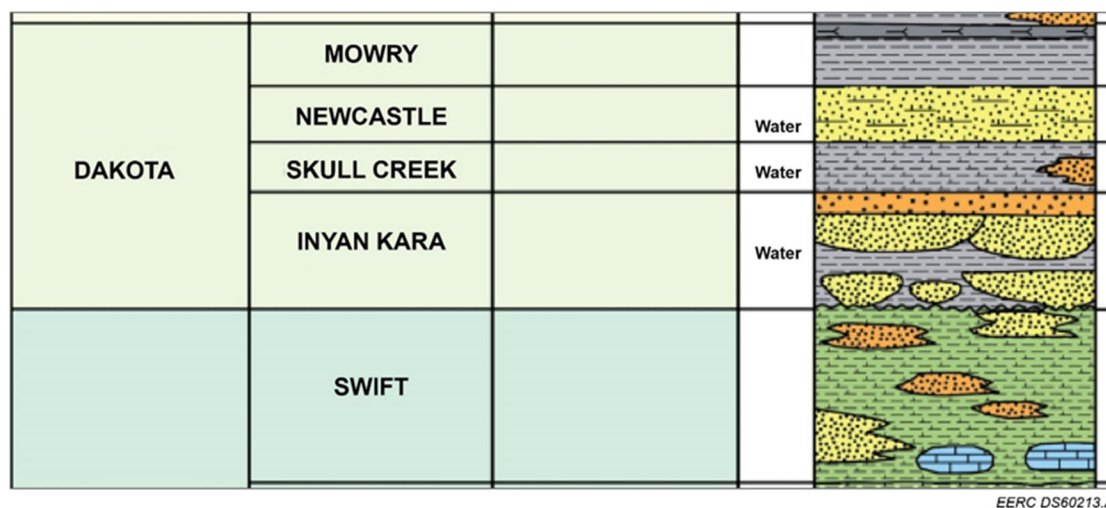 MOWRY
NEWCASTLE
Water
DAKOTA
SKULL CREEK
Water
INYAN KARA
Water
SWIFT
EERC DS60213.